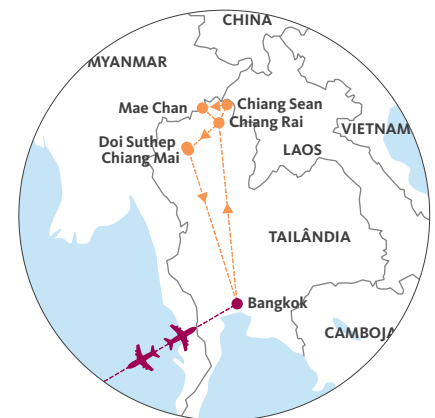 CHINA
MYANMAR
Mae Chan
Chiang Sean
Chiang Rai
VIETNAM
Doi Suthep
Chiang Mai
LAOS
TAILÂNDIA
Bangkok
CAMBOJA